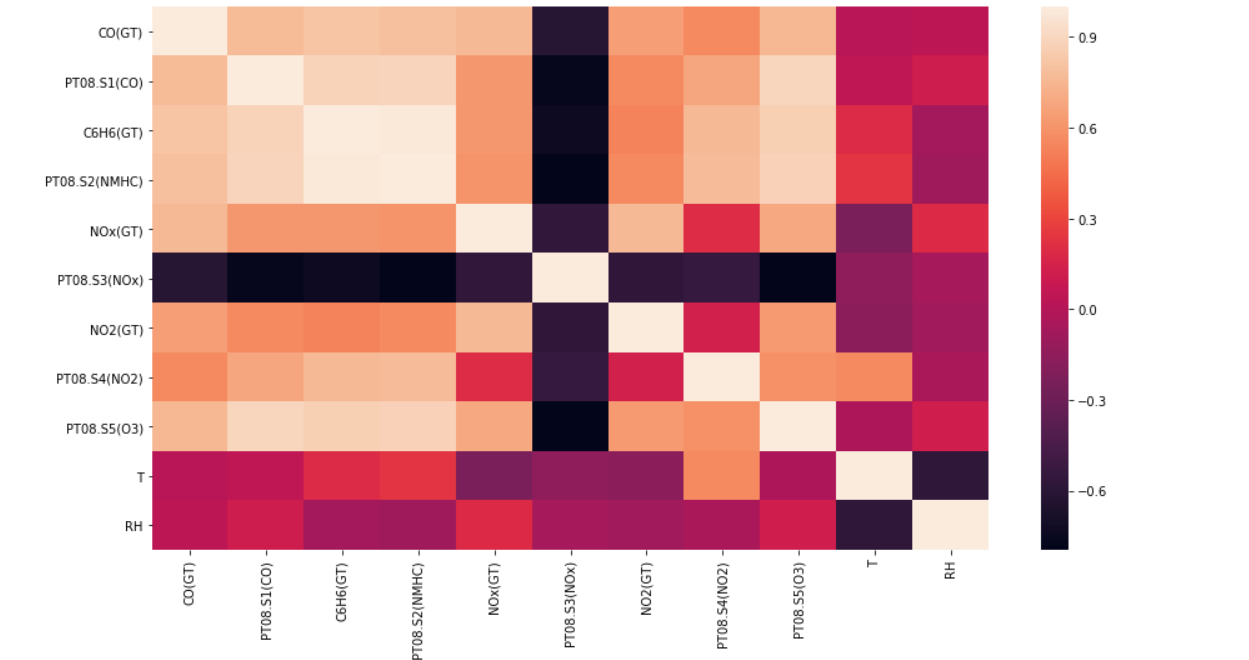 CO(GT)
PT08.S1(CO)
C6H6(GT)
PT08.S2(NMHC)
NOx(GT)
PT08.S3(NOx)
NO2(GT)
PT08.S4(NO2)
PT08.S5(O3)
T
RH
CO(GT)
PT08.S1(CO)
C6H6(GT)
PT08.S2(NMHC)
NOx(GT)
PT08.S3(NOx)
NO2(GT)
PT08.S4(NO2)
PT08.S5(O3)
T
RH
0.9
0.6
0.3
0.0
−0.3
−0.6